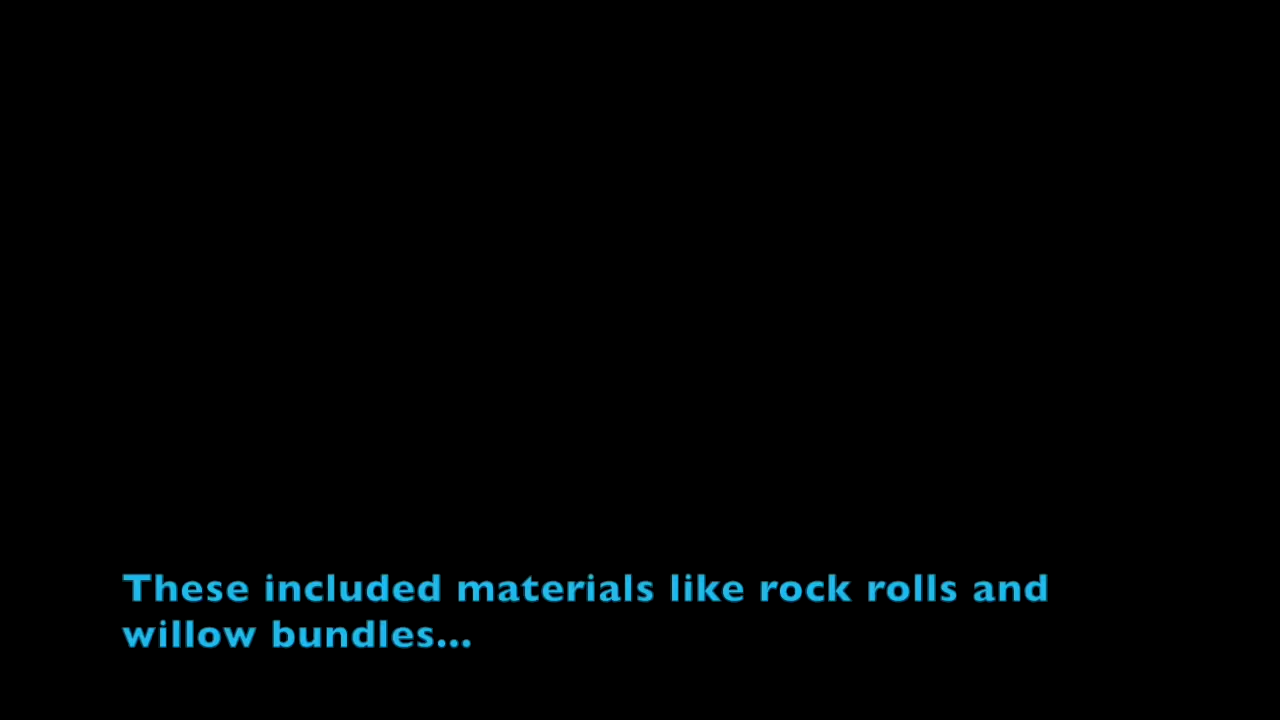 These included materials like rock rolls and
willow bundles...